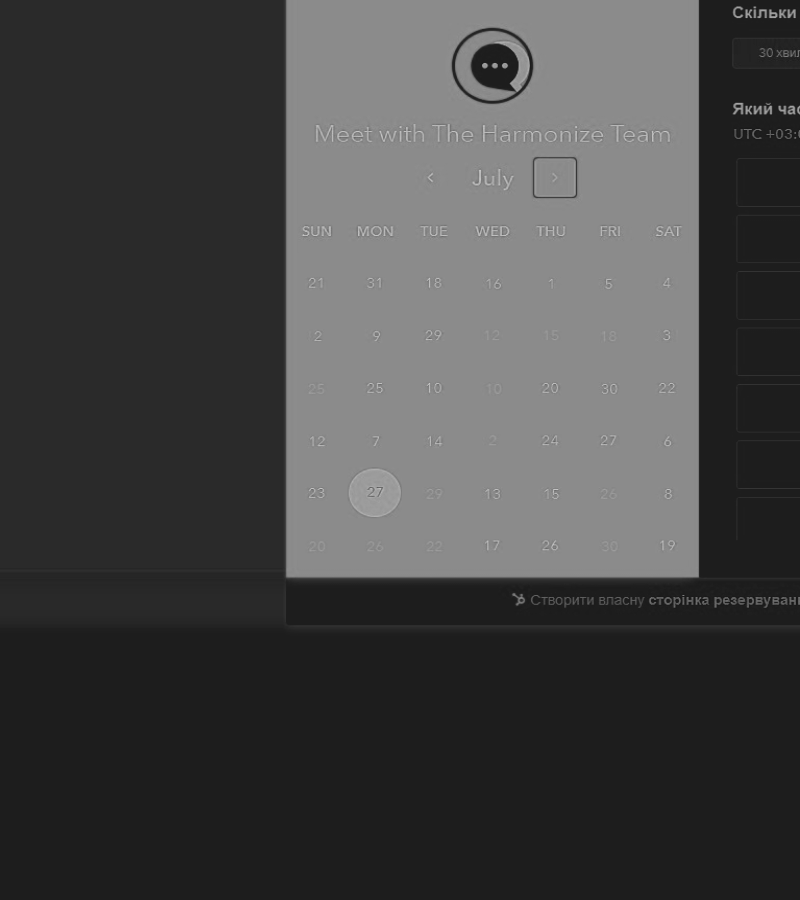 Скільки
30 хвил
Який час
UTC +03:0
Meet with The Harmonize Team
July
SUN MON TUE WED THU FRI SAT
21 31 18 16 1 5 4
2 9 29 12 15 18 3
25 25 10 10 20 30 22
12 7 14 2 24 27 6
23 27 29 13 15 26 8
20 26 22 17 26 30 19
Створити власну сторінка резервуван